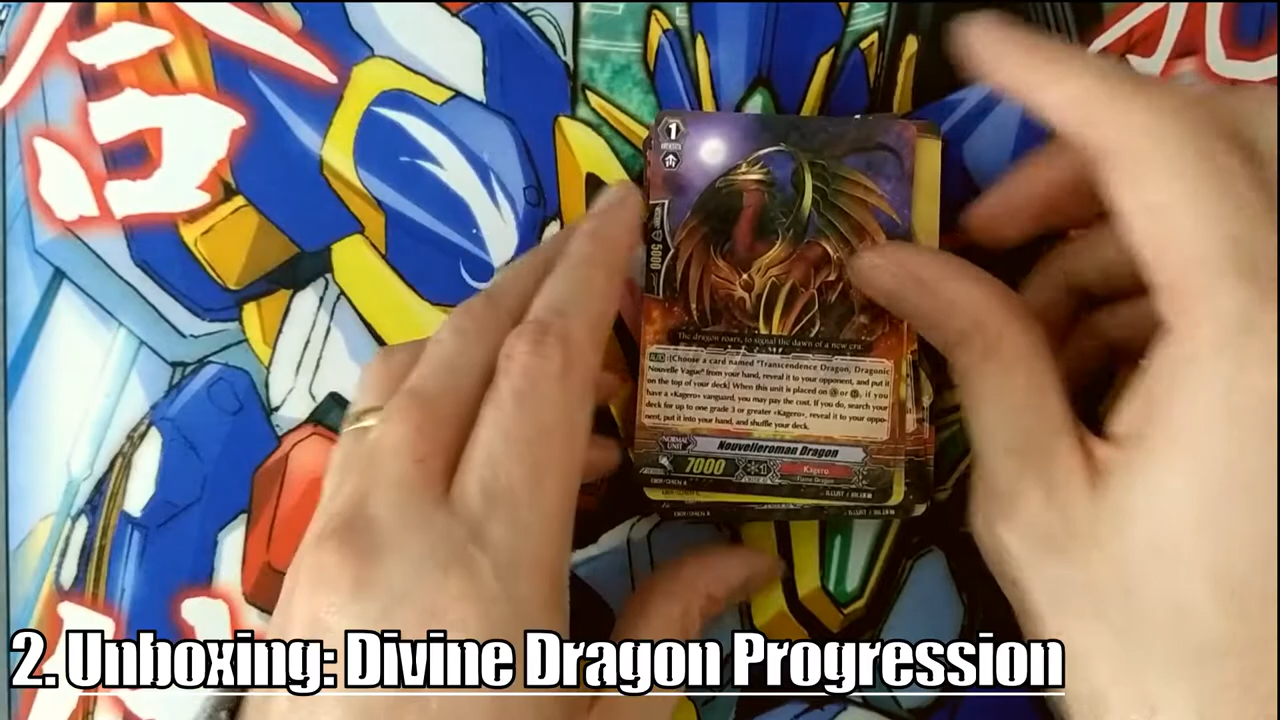 合
1
5000
The dragon roars, to signal the dawn of a new era.
AUTO:[Choose a card named "Transcendence Dragon, Dragonic
Nouvelle Vague" from your hand, reveal it to your opponent, and put it
on the top of your deck] When this unit is placed on or, if you
have a «Kagero» vanguard, you may pay the cost. If you do, search your
deck for up to one grade 3 or greater «Kagero», reveal it to your oppo-
nent, put it into your hand, and shuffle your deck.
NORMAL
UNIT
Nouvelleroman Dragon
7000
1
Kagero
Flame Dragon
2. Unboxing: Divine Dragon Progression